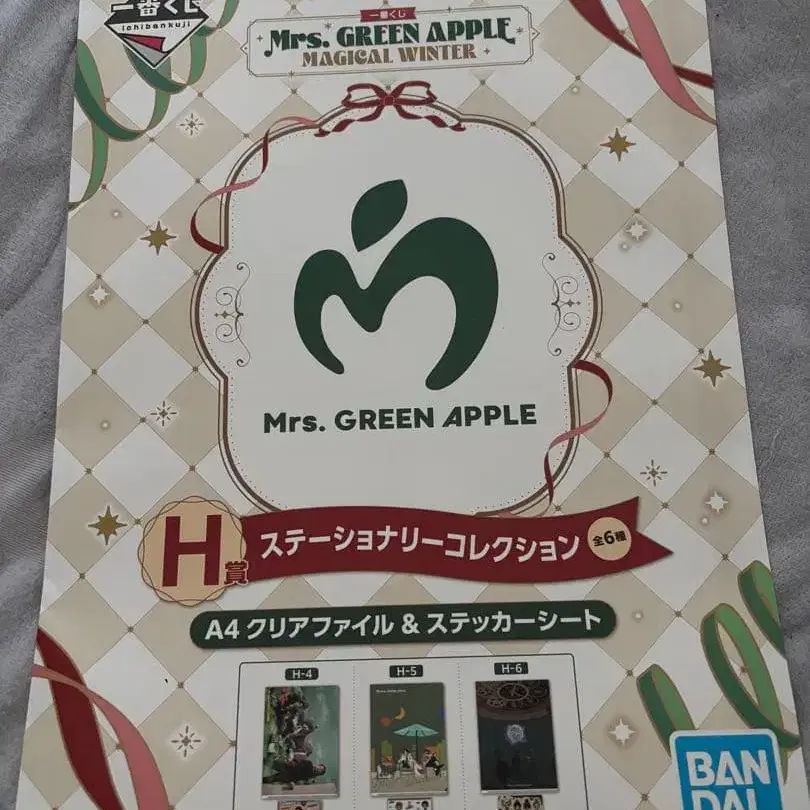 一番くじ
Ichibankuji
一番くじ
Mrs. GREEN APPLE
MAGICAL WINTER
Mrs. GREEN APPLE
H賞 ステーショナリーコレクション 全6種
A4 クリアファイル & ステッカーシート
H-4 H-5 H-6
BAN
DAI